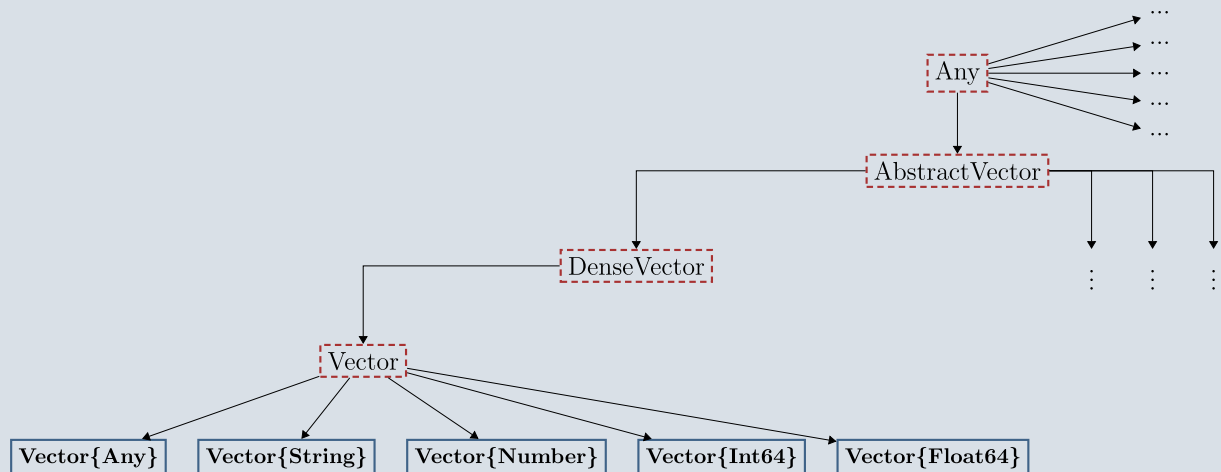 ...
...
Any ...
...
...
AbstractVector
DenseVector
⋮ ⋮ ⋮
Vector
Vector{Any} Vector{String} Vector{Number} Vector{Int64} Vector{Float64}